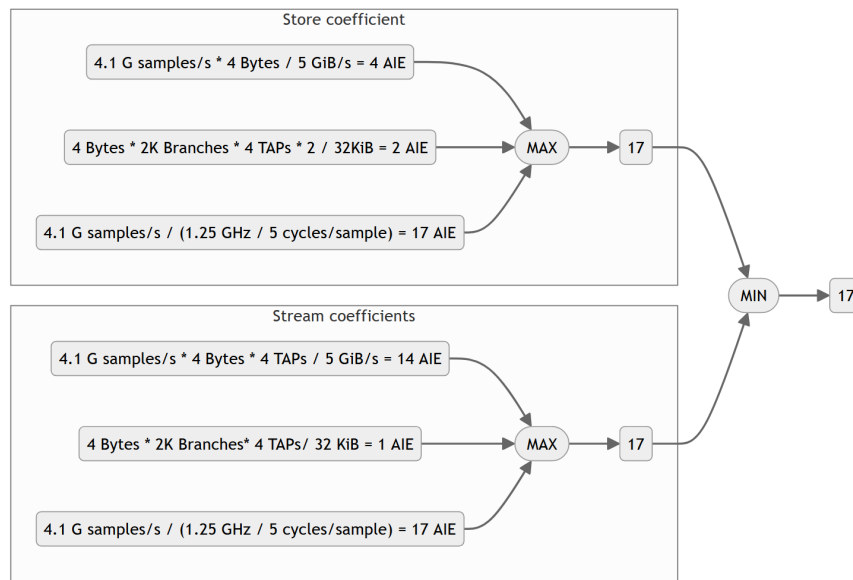 Store coefficient
4.1 G samples/s * 4 Bytes / 5 GiB/s = 4 AIE
4 Bytes * 2K Branches * 4 TAPs * 2 / 32KiB = 2 AIE
MAX
17
4.1 G samples/s / (1.25 GHz / 5 cycles/sample) = 17 AIE
MIN
17
Stream coefficients
4.1 G samples/s * 4 Bytes * 4 TAPs / 5 GiB/s = 14 AIE
4 Bytes * 2K Branches* 4 TAPs/ 32 KiB = 1 AIE
MAX
17
4.1 G samples/s / (1.25 GHz / 5 cycles/sample) = 17 AIE